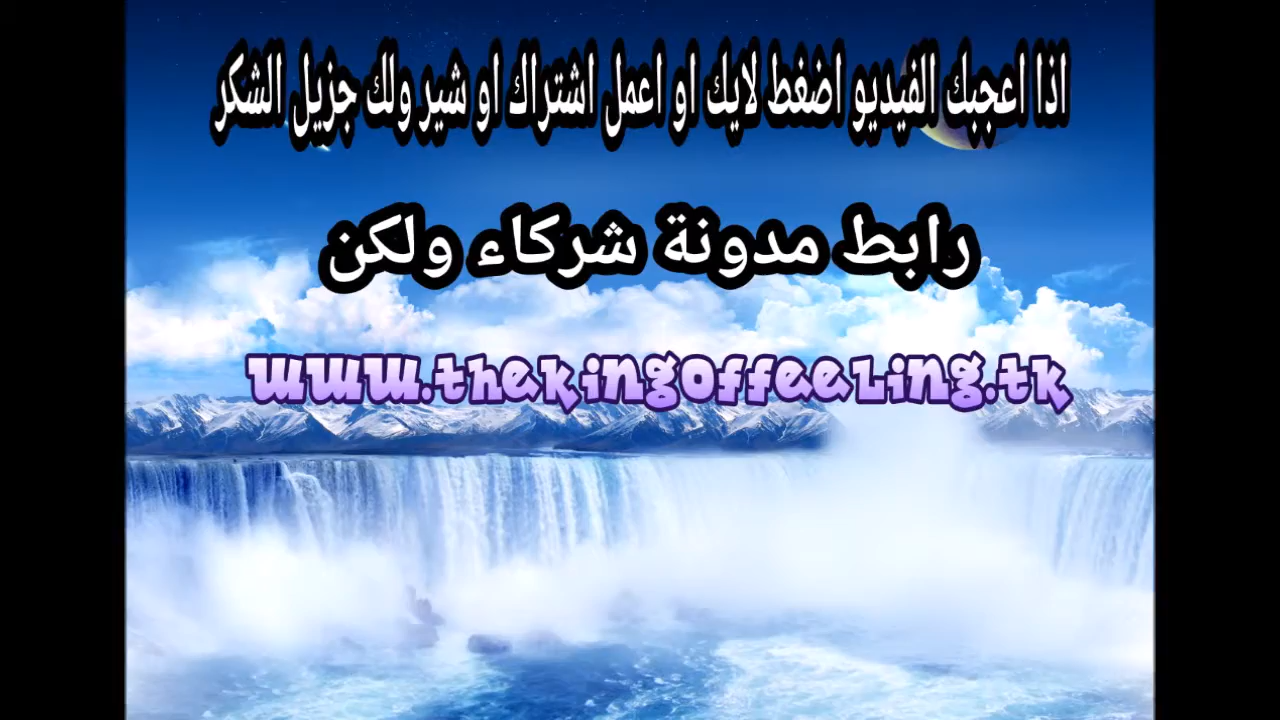 اذا اعجبك الفيديو اضغط لايك او اعمل اشتراك او شير ولك جزيل الشكر
رابط مدونة شركاء ولكن
www.thekingoffeeling.tk